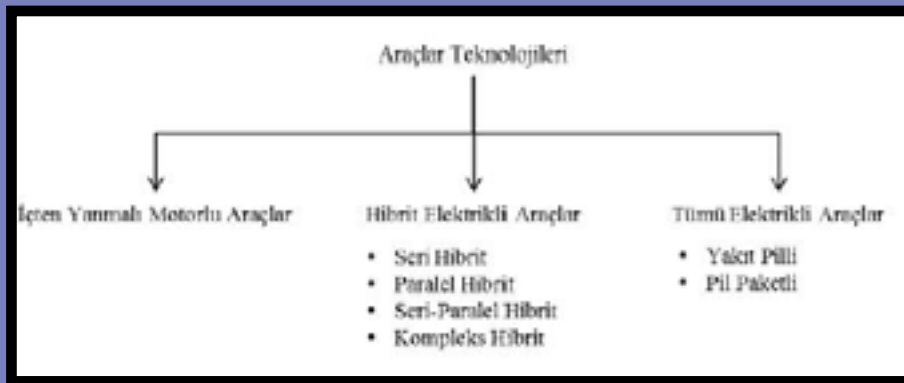 Araçlar Teknolojileri
İçten Yanmalı Motorlu Araçlar
Hibrit Elektrikli Araçlar
• Seri Hibrit
• Paralel Hibrit
• Seri-Paralel Hibrit
• Kompleks Hibrit
Tümü Elektrikli Araçlar
• Yakıt Pilli
• Pil Paketli